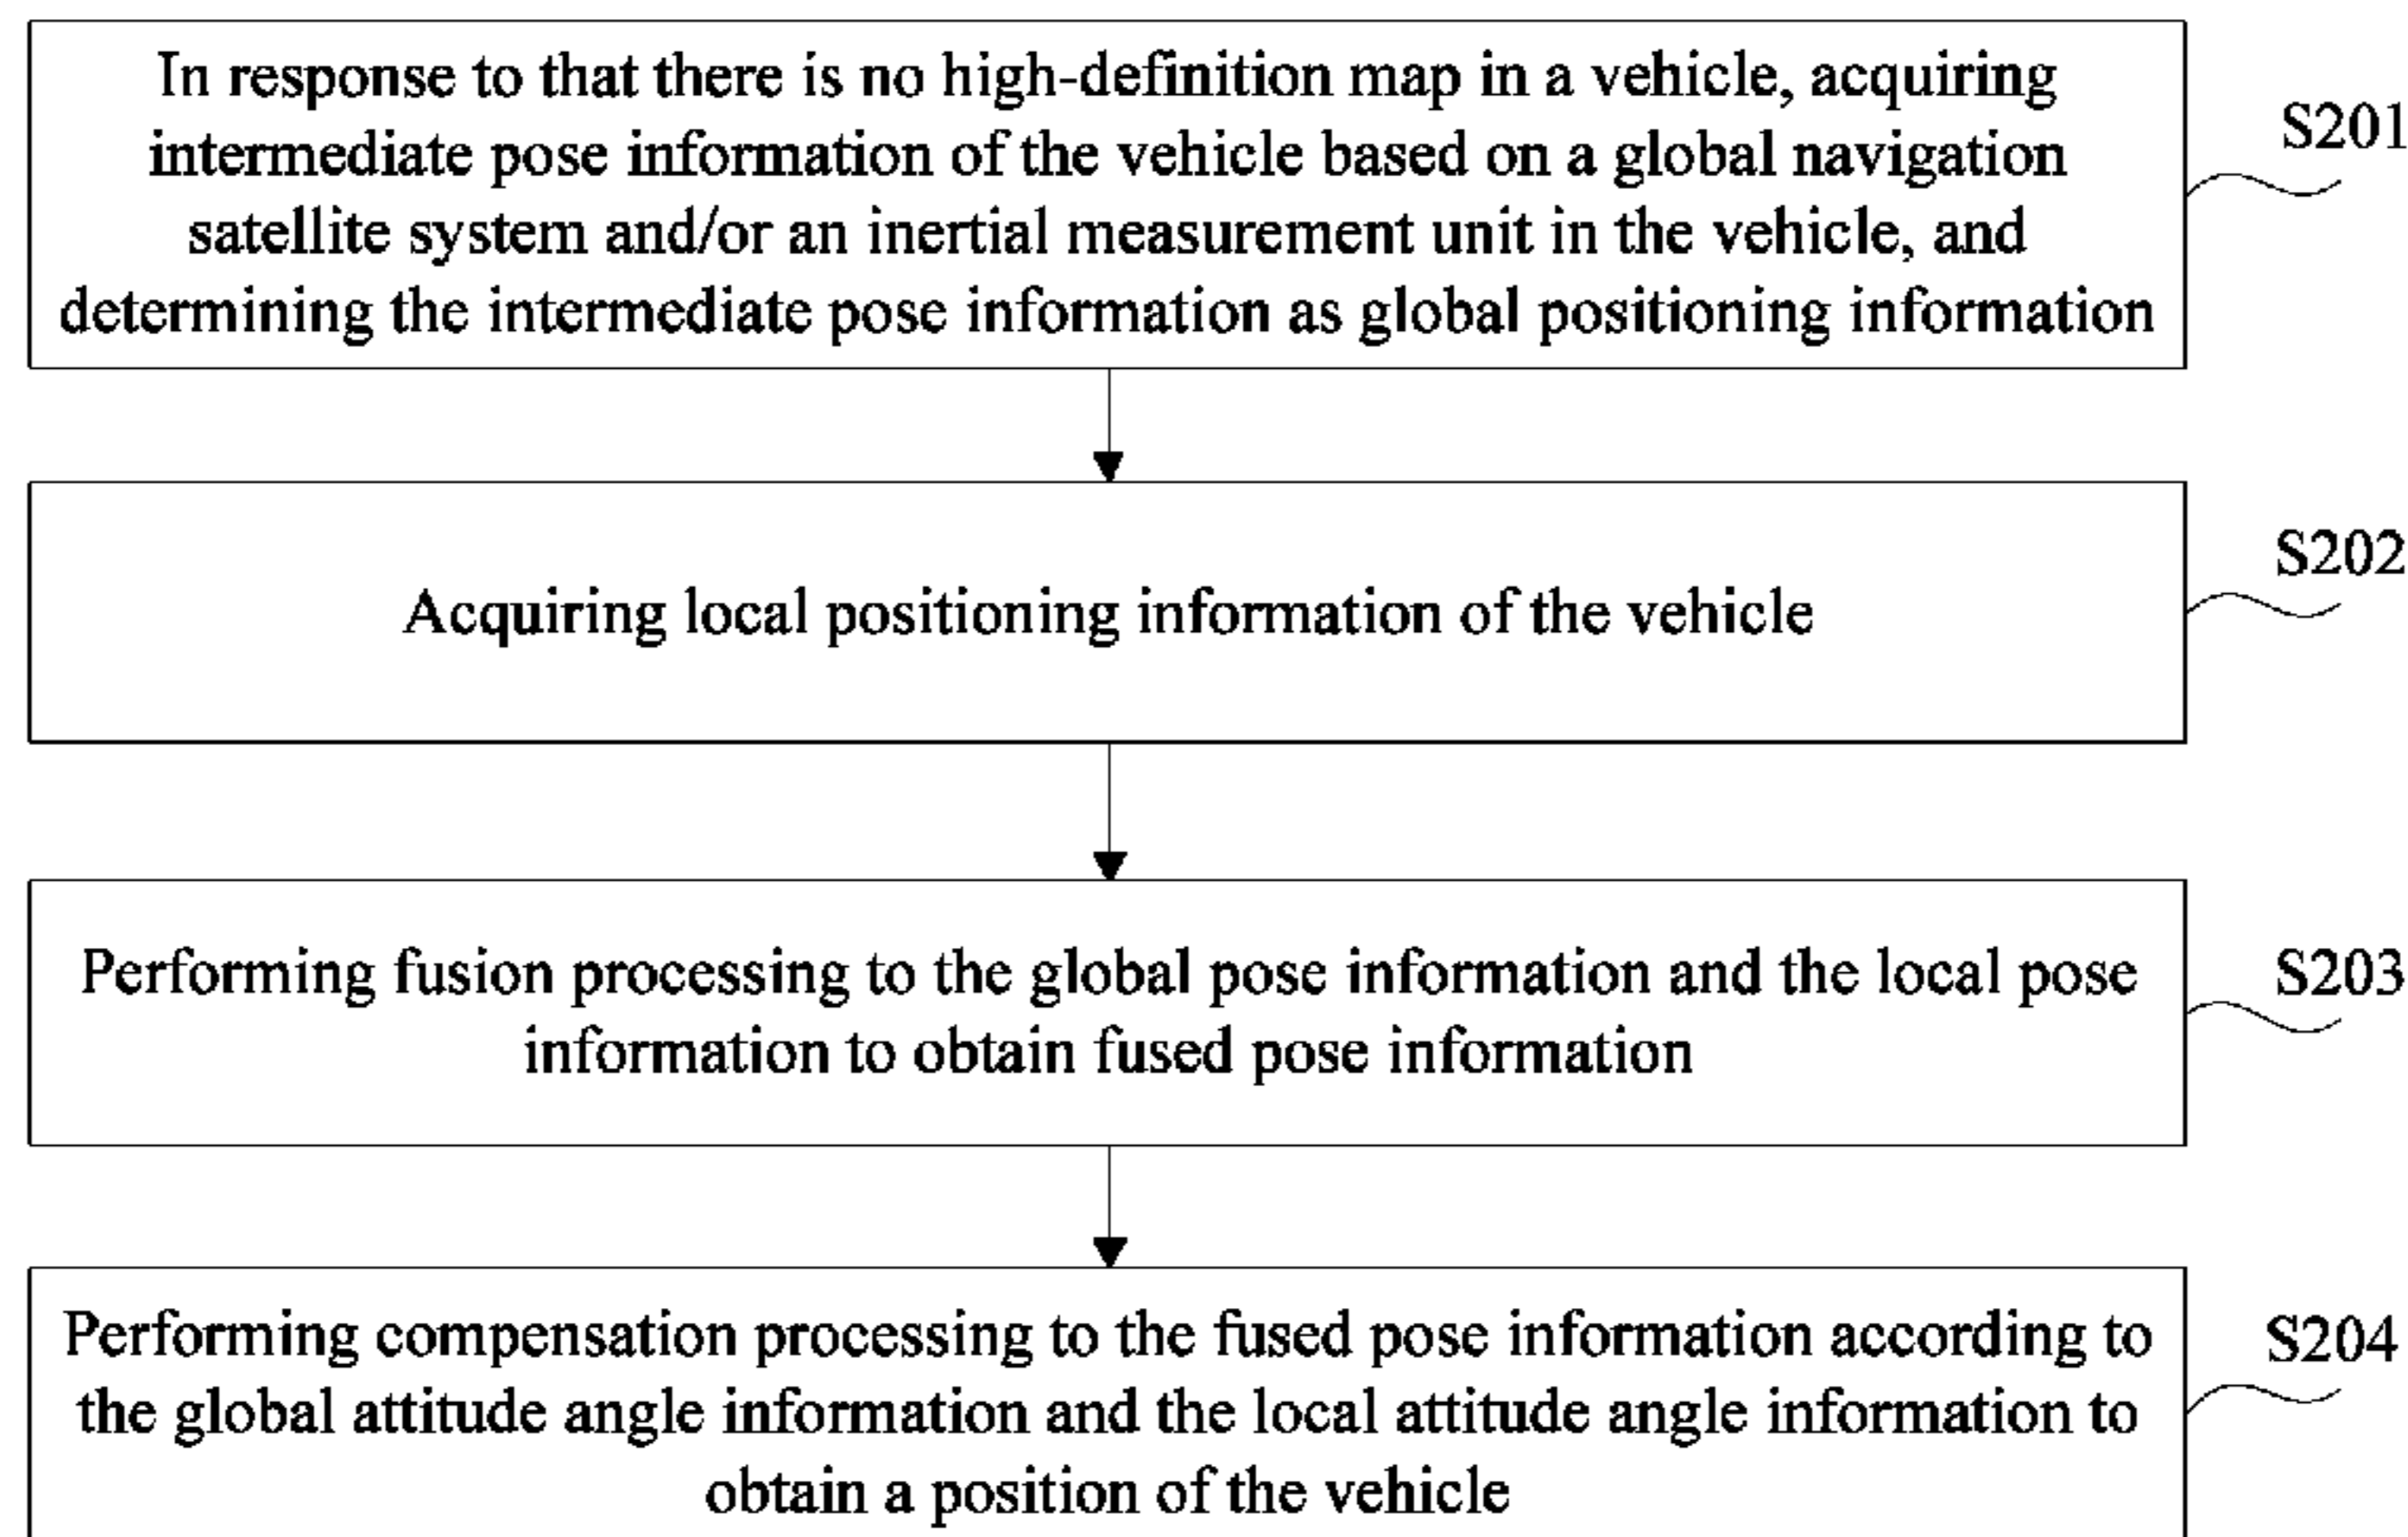 In response to that there is no high-definition map in a vehicle, acquiring
intermediate pose information of the vehicle based on a global navigation
satellite system and/or an inertial measurement unit in the vehicle, and
determining the intermediate pose information as global positioning information
S201
Acquiring local positioning information of the vehicle
S202
Performing fusion processing to the global pose information and the local pose
information to obtain fused pose information
S203
Performing compensation processing to the fused pose information according to
the global attitude angle information and the local attitude angle information to
obtain a position of the vehicle
S204